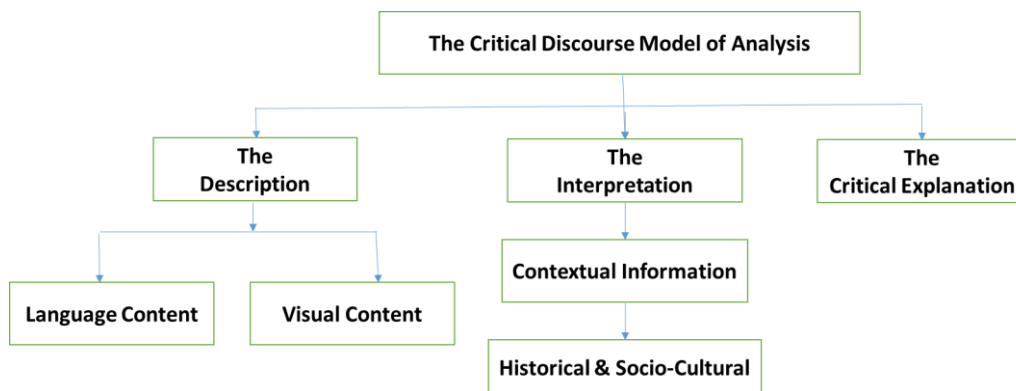 The Critical Discourse Model of Analysis
The
Description
The
Interpretation
The
Critical Explanation
Language Content
Visual Content
Contextual Information
Historical & Socio-Cultural